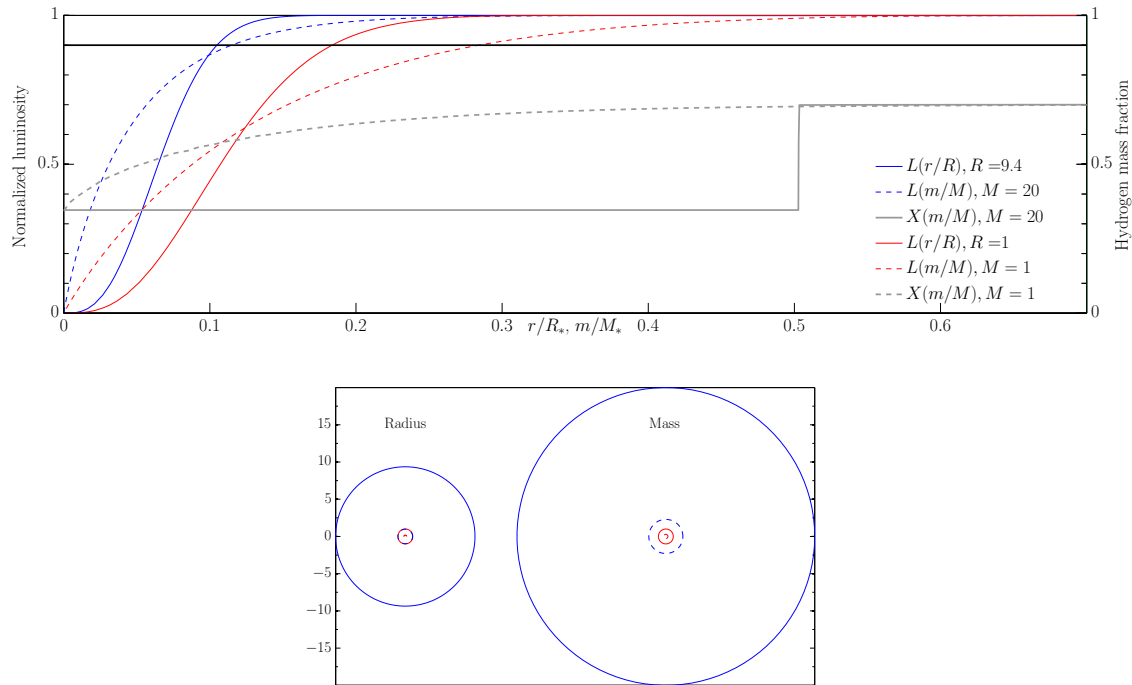 1
0.5
0
Normalized luminosity
1
0.5
0
Hydrogen mass fraction
L(r/R), R =9.4
L(m/M), M = 20
X(m/M), M = 20
L(r/R), R =1
L(m/M), M = 1
X(m/M), M = 1
0 0.1 0.2 0.3 0.4 0.5 0.6
r/R∗, m/M∗
Radius Mass
15
10
5
0
−5
−10
−15